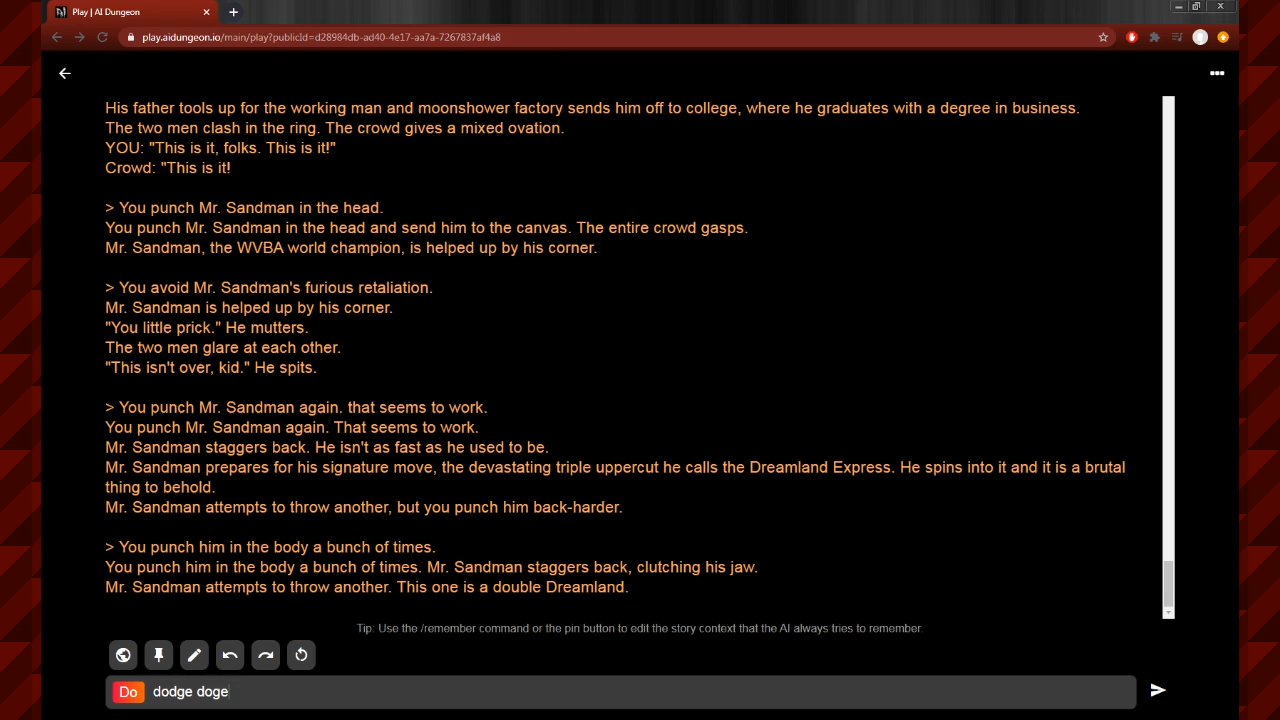 Play | AI Dungeon
play.aidungeon.io/main/play?publicId=d28984db-ad40-4e17-aa7a-7267837af4a8
His father tools up for the working man and moonshower factory sends him off to college, where he graduates with a degree in business.
The two men clash in the ring. The crowd gives a mixed ovation.
YOU: "This is it, folks. This is it!"
Crowd: "This is it!
> You punch Mr. Sandman in the head.
You punch Mr. Sandman in the head and send him to the canvas. The entire crowd gasps.
Mr. Sandman, the WVBA world champion, is helped up by his corner.
> You avoid Mr. Sandman's furious retaliation.
Mr. Sandman is helped up by his corner.
"You little prick." He mutters.
The two men glare at each other.
"This isn't over, kid." He spits.
> You punch Mr. Sandman again. that seems to work.
You punch Mr. Sandman again. That seems to work.
Mr. Sandman staggers back. He isn't as fast as he used to be.
Mr. Sandman prepares for his signature move, the devastating triple uppercut he calls the Dreamland Express. He spins into it and it is a brutal
thing to behold.
Mr. Sandman attempts to throw another, but you punch him back-harder.
> You punch him in the body a bunch of times.
You punch him in the body a bunch of times. Mr. Sandman staggers back, clutching his jaw.
Mr. Sandman attempts to throw another. This one is a double Dreamland.
Tip: Use the /remember command or the pin button to edit the story context that the AI always tries to remember.
Do dodge doge